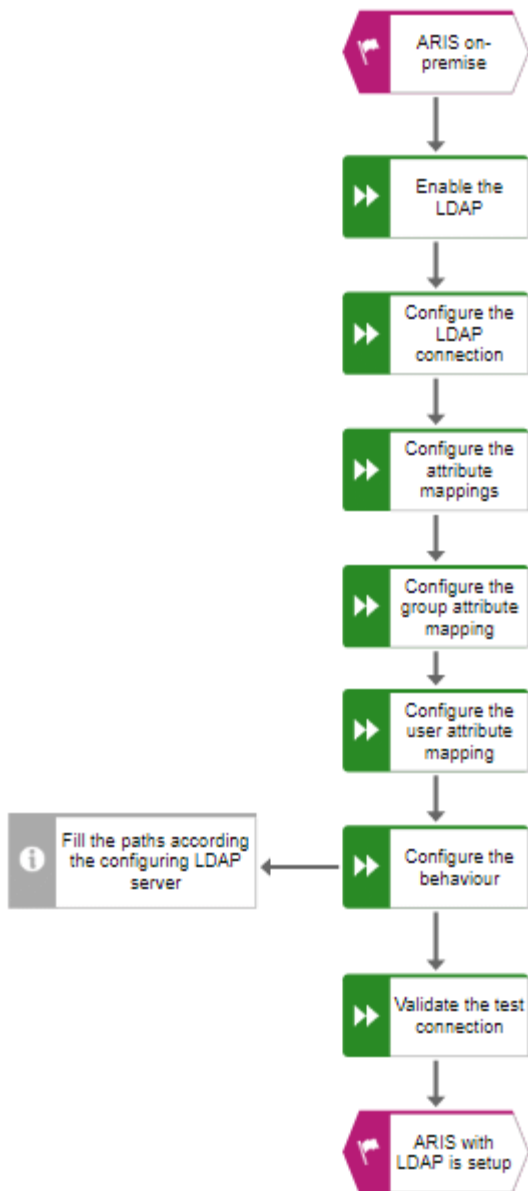 ARIS on-
premise
Enable the
LDAP
Configure the
LDAP
connection
Configure the
attribute
mappings
Configure the
group attribute
mapping
Configure the
user attribute
mapping
Fill the paths according
the configuring LDAP
server
Configure the
behaviour
Validate the test
connection
ARIS with
LDAP is setup